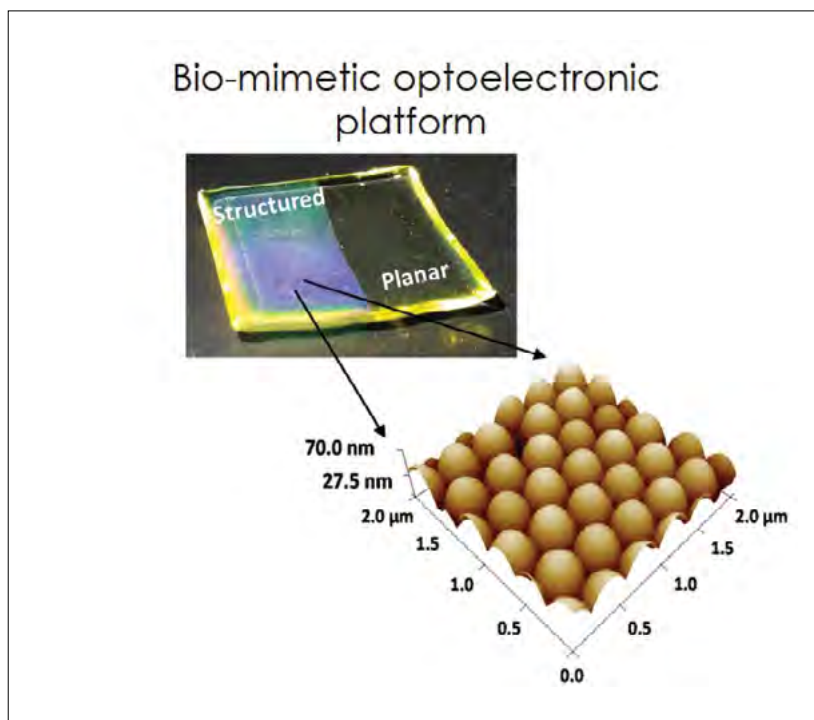 Bio-mimetic optoelectronic
platform
Structured
Planar
70.0 nm
27.5 nm
2.0 µm
1.5
1.0
0.5
0.0
0.5
1.0
1.5
2.0 µm